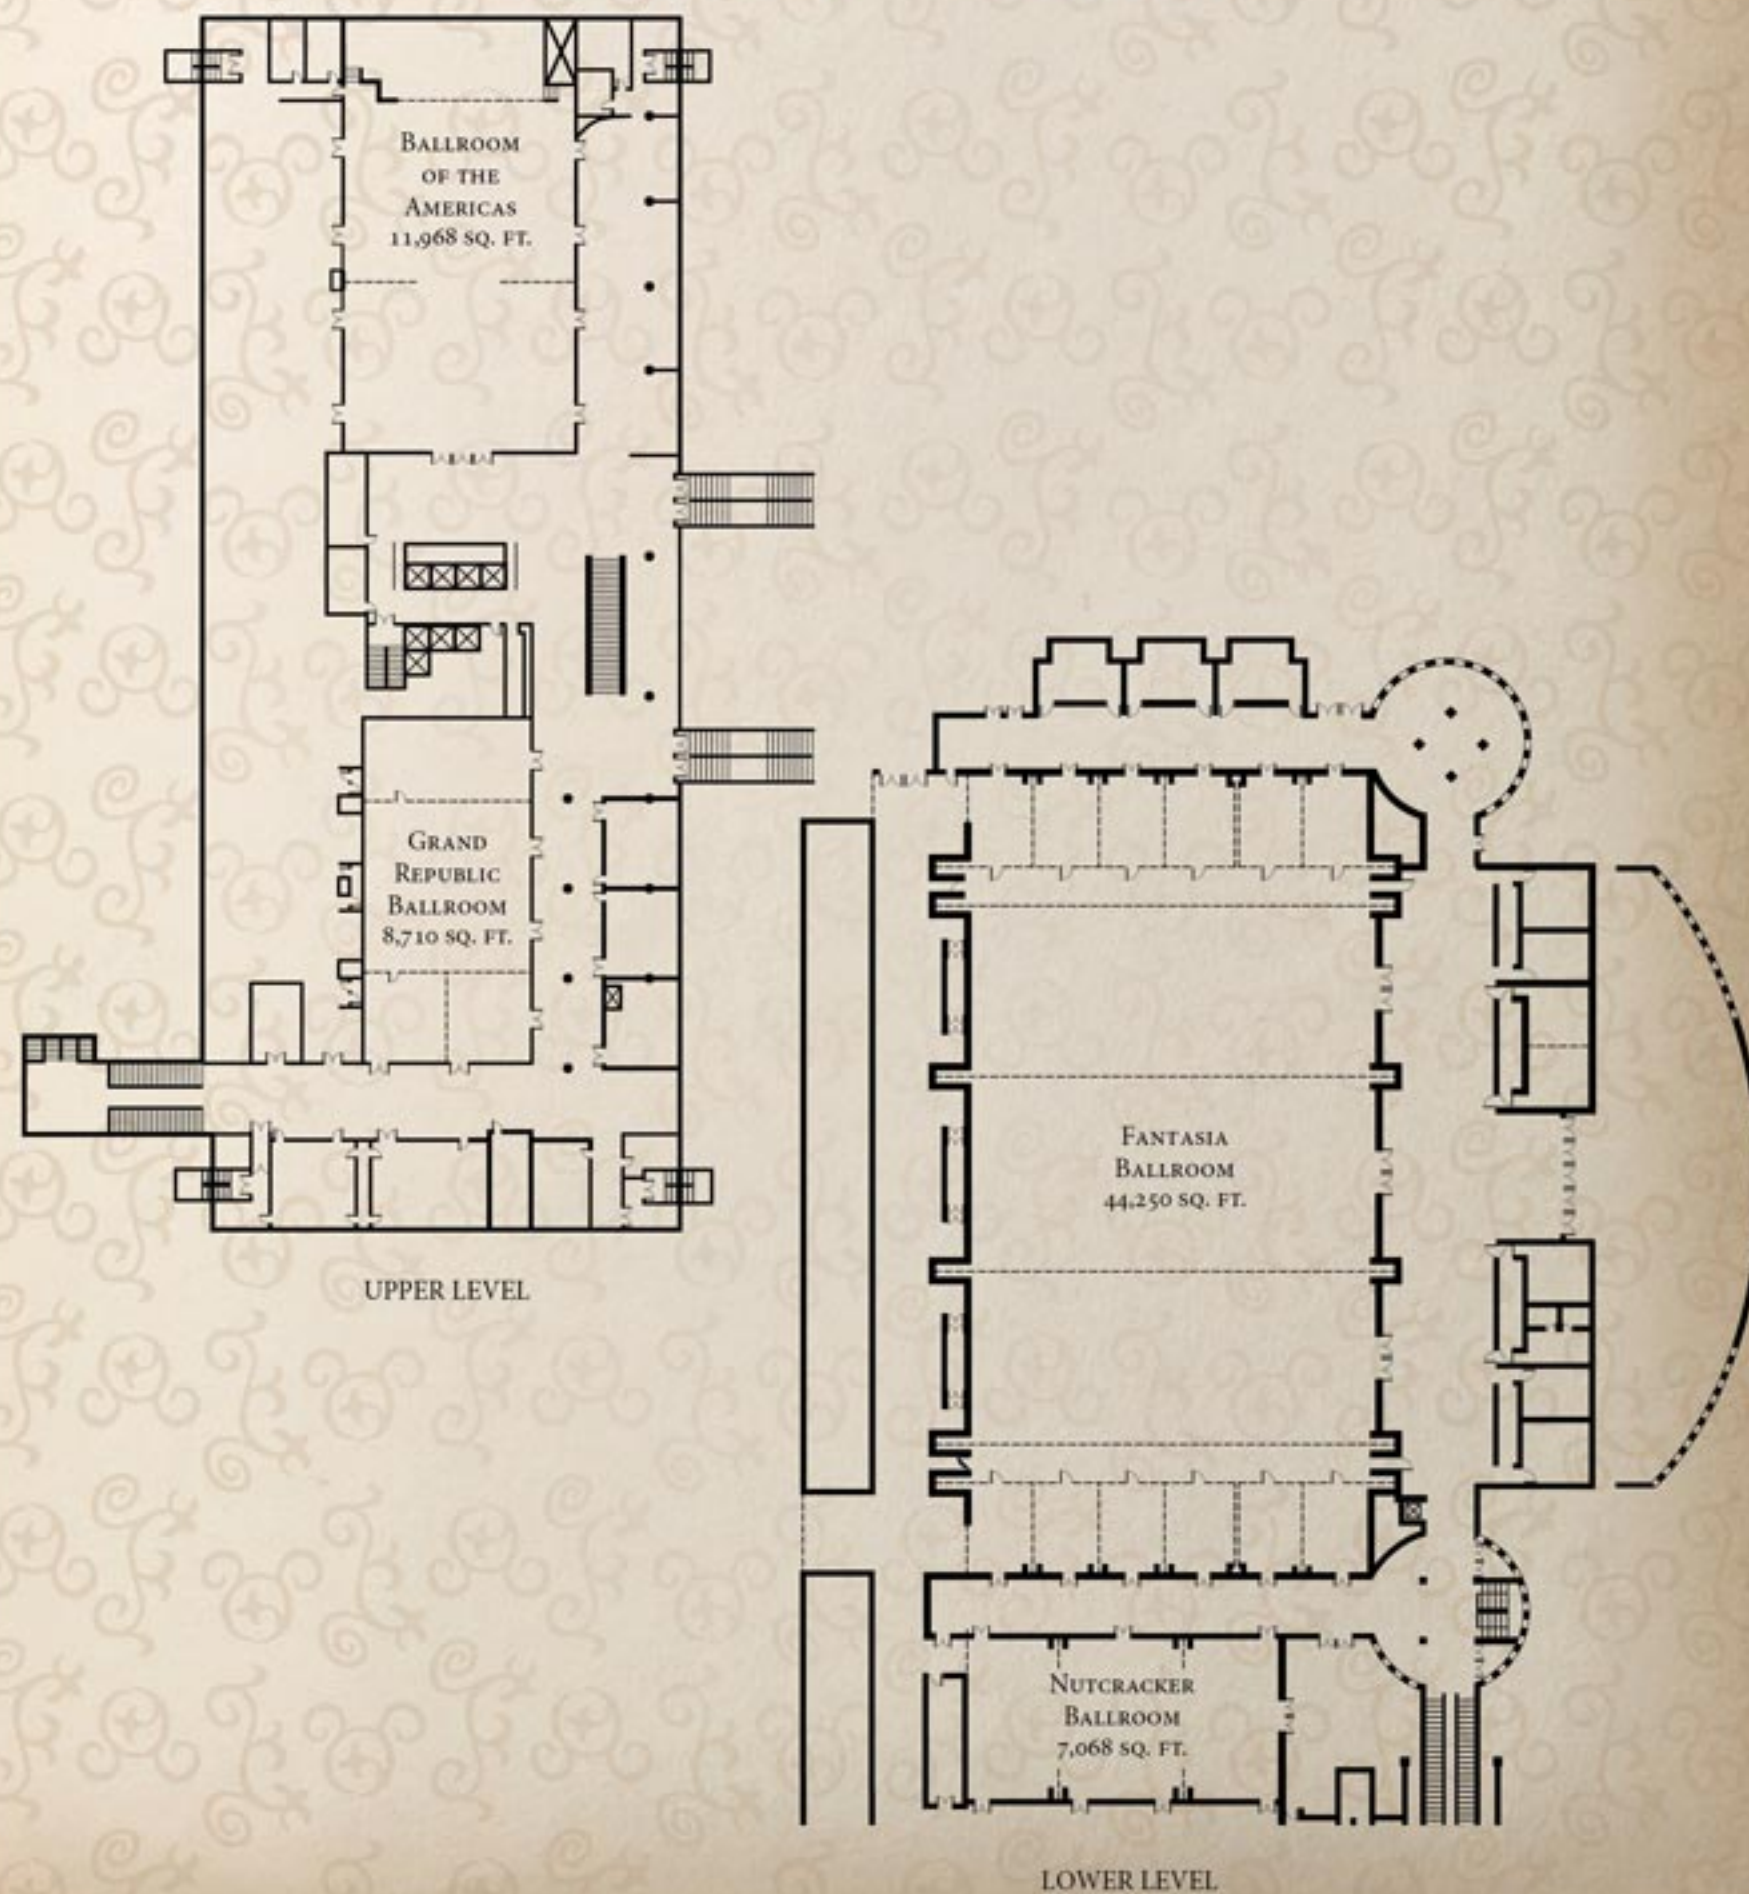 BALLROOM
OF THE
AMERICAS
11,968 SQ. FT.
GRAND
REPUBLIC
BALLROOM
8,710 SQ. FT.
UPPER LEVEL
FANTASIA
BALLROOM
44,250 SQ. FT.
NUTCRACKER
BALLROOM
7,068 SQ. FT.
LOWER LEVEL